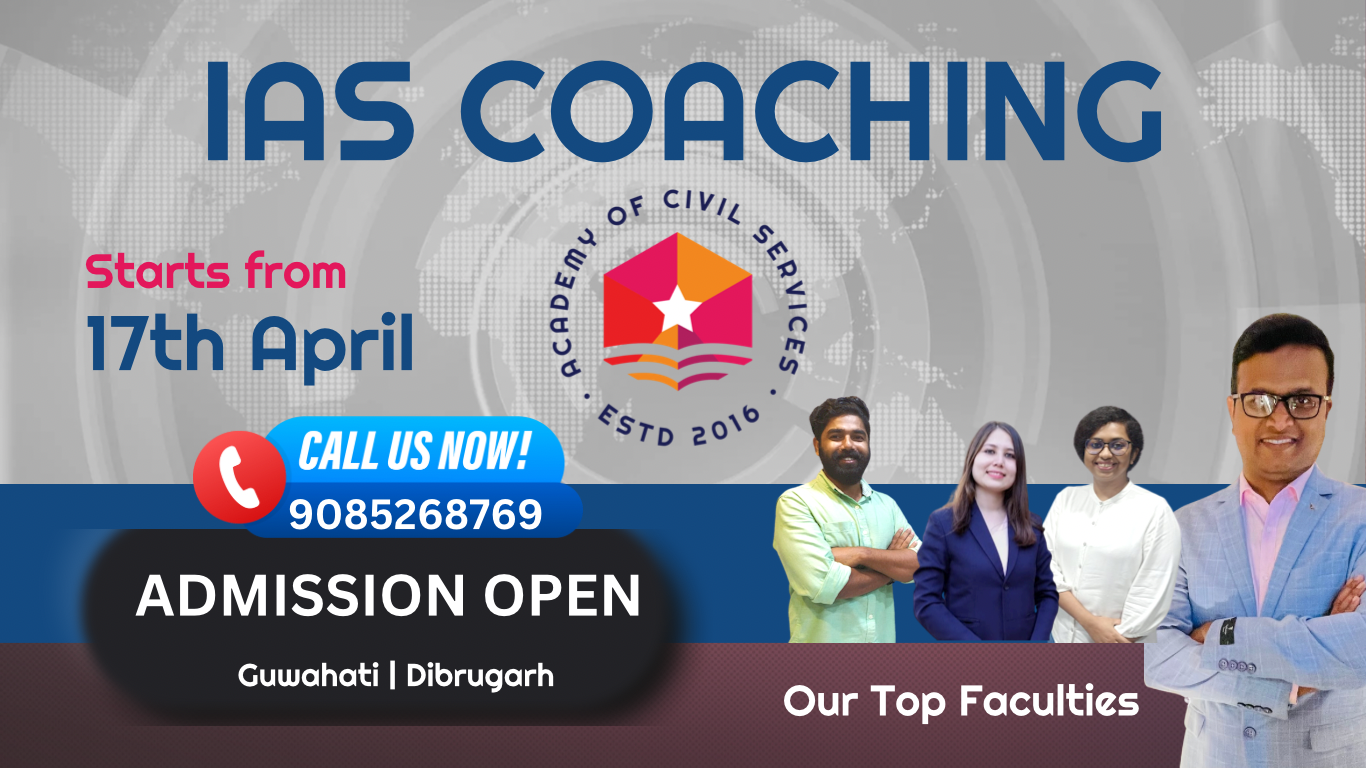 IAS COACHING
ACADEMY OF CIVIL SERVICES
· ESTD 2016 ·
Starts from
17th April
CALL US NOW!
9085268769
ADMISSION OPEN
Guwahati | Dibrugarh
Our Top Faculties